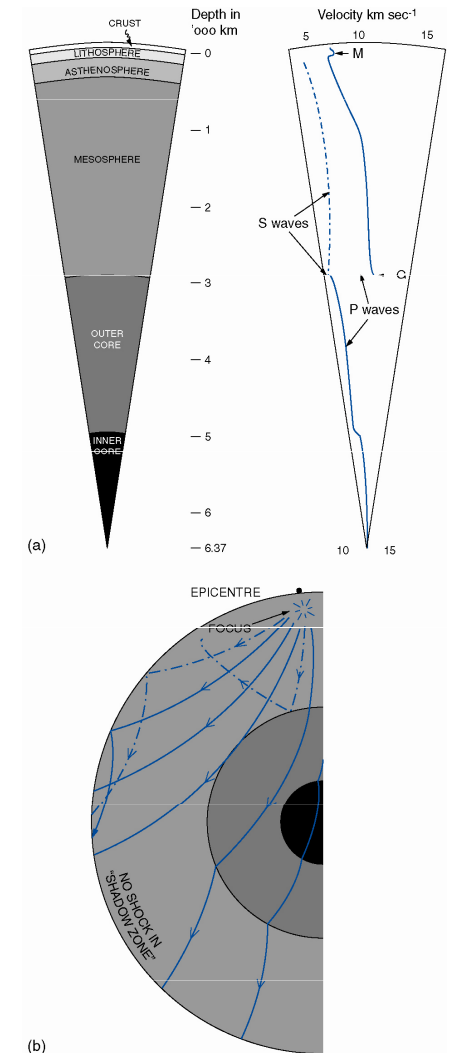 CRUST
LITHOSPHERE
ASTHENOSPHERE
MESOSPHERE
OUTER
CORE
INNER
CORE
Depth in
'ooo km
0
1
2
3
4
5
6
6.37
Velocity km sec-1
5 10 15
M
S waves
G
P waves
10 15
(a)
EPICENTRE
FOCUS
NO SHOCK IN
"SHADOW ZONE"
(b)